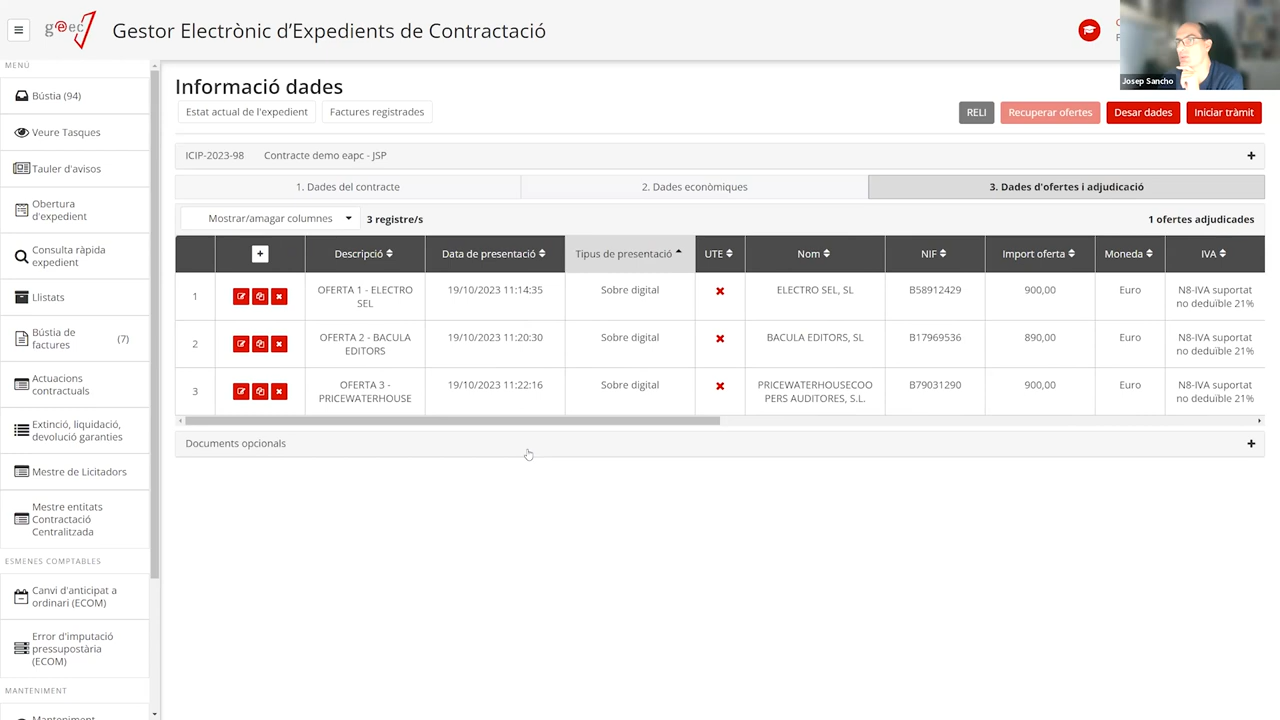 geec
Gestor Electrònic d'Expedients de Contractació
Josep Sancho
MENÚ
Bústia (94)
Veure Tasques
Tauler d'avisos
Obertura
d'expedient
Consulta ràpida
expedient
Llistats
Bústia de
factures
(7)
Actuacions
contractuals
Extinció, liquidació,
devolució garanties
Mestre de Licitadors
Mestre entitats
Contractació
Centralitzada
ESMENES COMPTABLES
Canvi d'anticipat a
ordinari (ECOM)
Error d'imputació
pressupostària
(ECOM)
MANTENIMENT
Manteniment
Informació dades
Estat actual de l'expedient
Factures registrades
RELI
Recuperar ofertes
Desar dades
Iniciar tràmit
ICIP-2023-98 Contracte demo eapc - JSP
1. Dades del contracte
2. Dades econòmiques
3. Dades d'ofertes i adjudicació
Mostrar/amagar columnes
3 registre/s
1 ofertes adjudicades
Descripció Data de presentació Tipus de presentació UTE Nom NIF Import oferta Moneda IVA
1 OFERTA 1 - ELECTRO 19/10/2023 11:14:35 Sobre digital ELECTRO SEL, SL B58912429 900,00 Euro N8-IVA suportat
SEL no deduïble 21%
2 OFERTA 2 - BACULA 19/10/2023 11:20:30 Sobre digital BACULA EDITORS, SL B17969536 890,00 Euro N8-IVA suportat
EDITORS no deduïble 21%
3 OFERTA 3 - 19/10/2023 11:22:16 Sobre digital PRICEWATERHOUSECOO B79031290 900,00 Euro N8-IVA suportat
PRICEWATERHOUSE PERS AUDITORES, S.L. no deduïble 21%
Documents opcionals